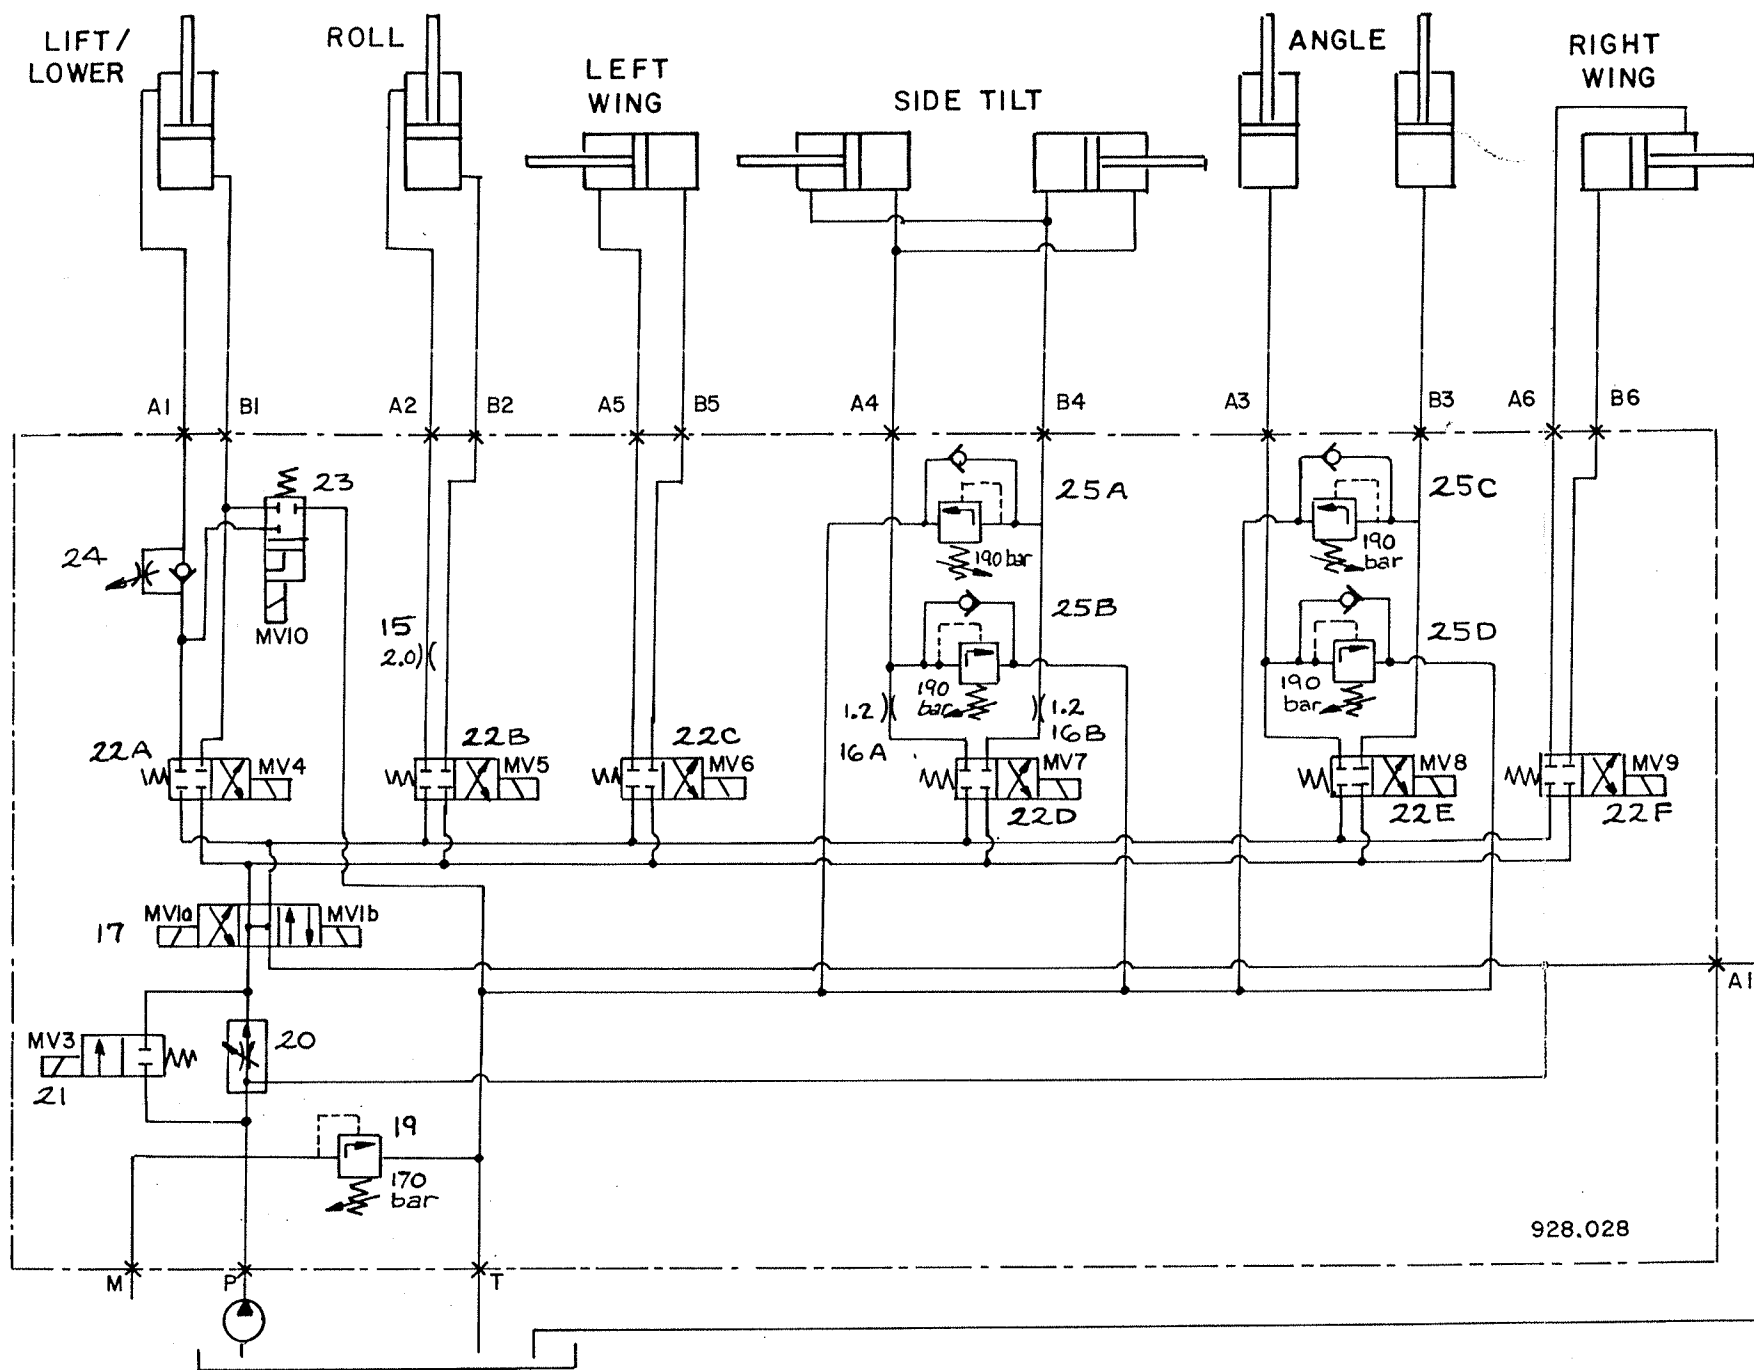 LIFT/
LOWER
ROLL
LEFT
WING
SIDE TILT
ANGLE
RIGHT
WING
A1
B1
A2
B2
A5
B5
A4
B4
A3
B3
A6
B6
23
25A
25C
24
190 bar
190
bar
MV10
15
2.0
25B
25D
190
bar
190
bar
1.2
1.2
16A
16B
22A
MV4
22B
MV5
22C
MV6
MV7
22D
MV8
22E
MV9
22F
17
MV1a
MV1b
A1
MV3
21
20
19
170
bar
928.028
M
P
T